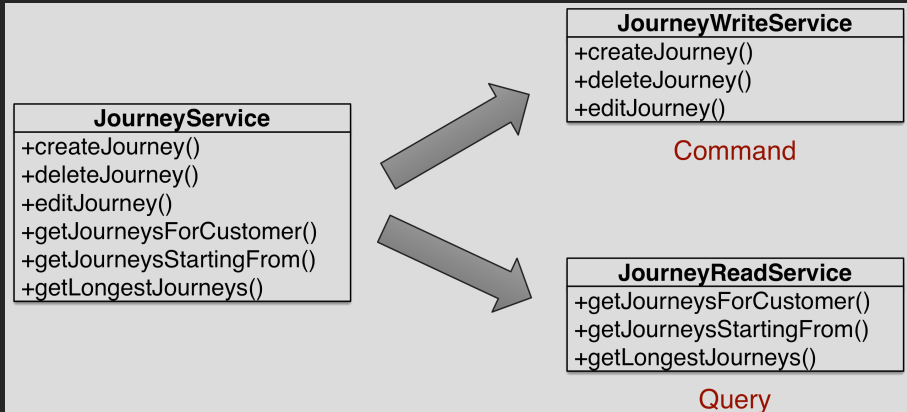 JourneyService
+createJourney()
+deleteJourney()
+editJourney()
+getJourneysForCustomer()
+getJourneysStartingFrom()
+getLongestJourneys()
JourneyWriteService
+createJourney()
+deleteJourney()
+editJourney()
Command
JourneyReadService
+getJourneysForCustomer()
+getJourneysStartingFrom()
+getLongestJourneys()
Query